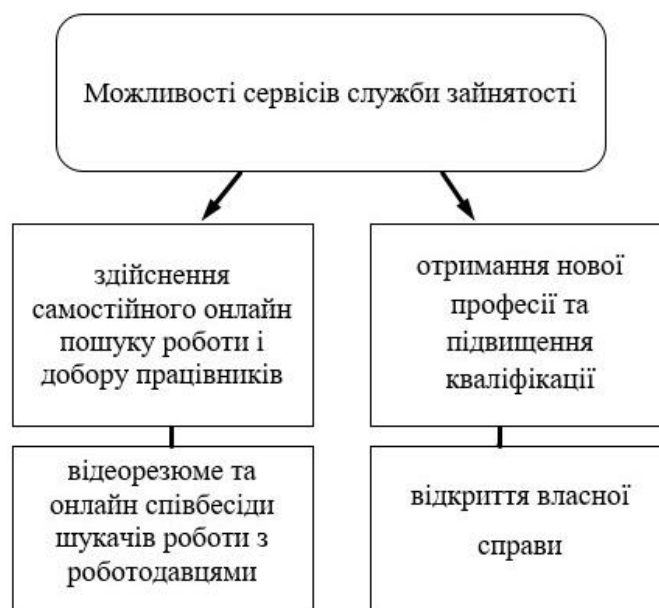 Можливості сервісів служби зайнятості
здійснення
самостійного онлайн
пошуку роботи і
добору працівників
отримання нової
професії та
підвищення
кваліфікації
відеорезюме та
онлайн співбесіди
шукачів роботи з
роботодавцями
відкриття власної
справи